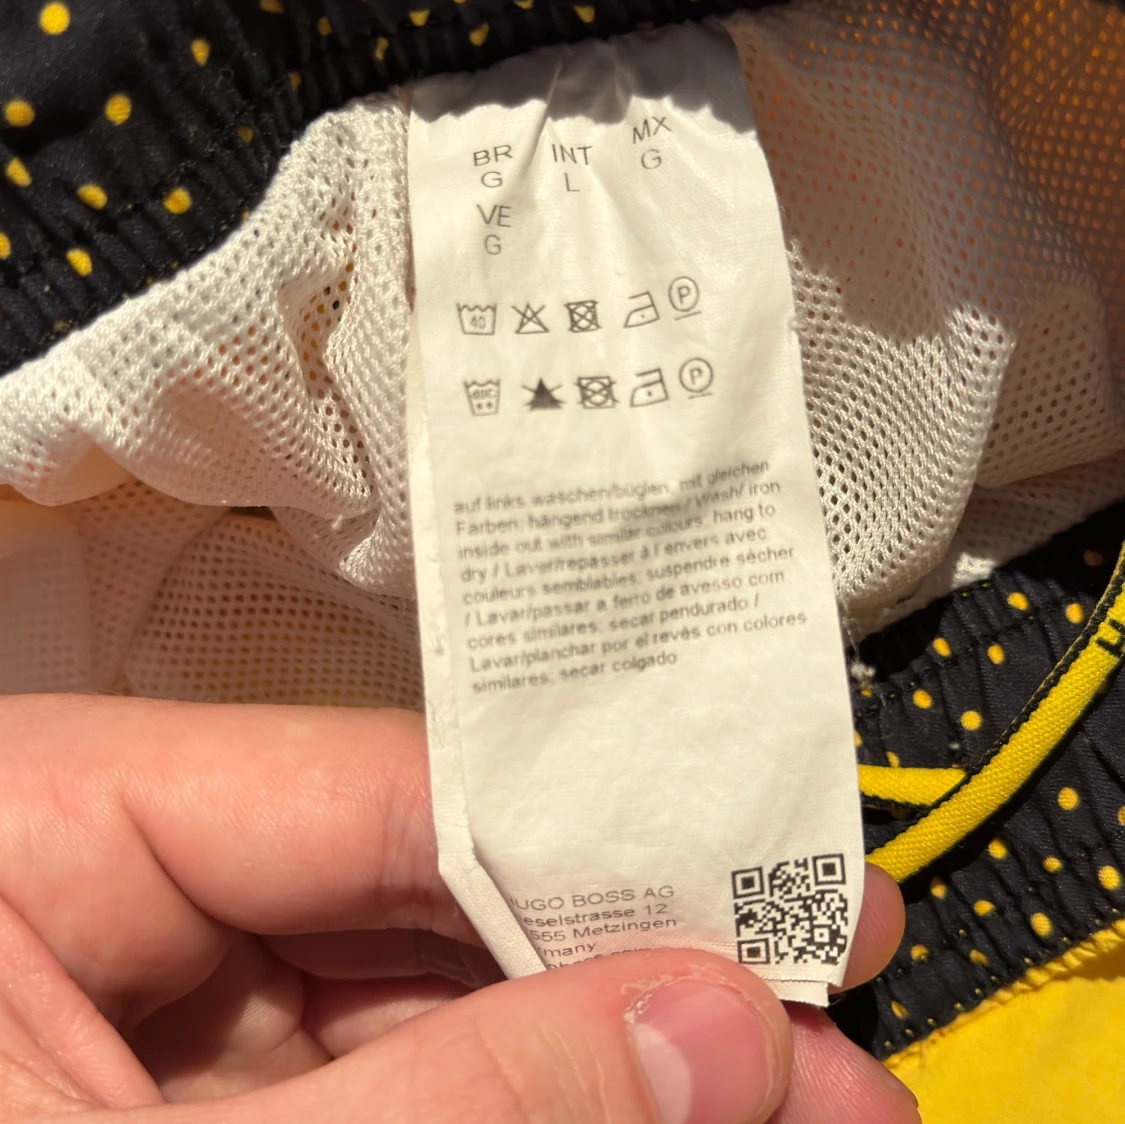 BR INT MX
G L G
VE
G
40
P
P
auf links waschen/bügeln, mit gleichen
Farben, hängend trocknen / Wash/ iron
inside out with similar colours, hang to
dry / Laver/repasser à l envers avec
couleurs semblables, suspendre sécher
/ Lavar/passar a ferro de avesso com
cores similares, secar pendurado /
Lavar/planchar por el revés con colores
similares, secar colgado
UGO BOSS AG
eselstrasse 12
555 Metzingen
many